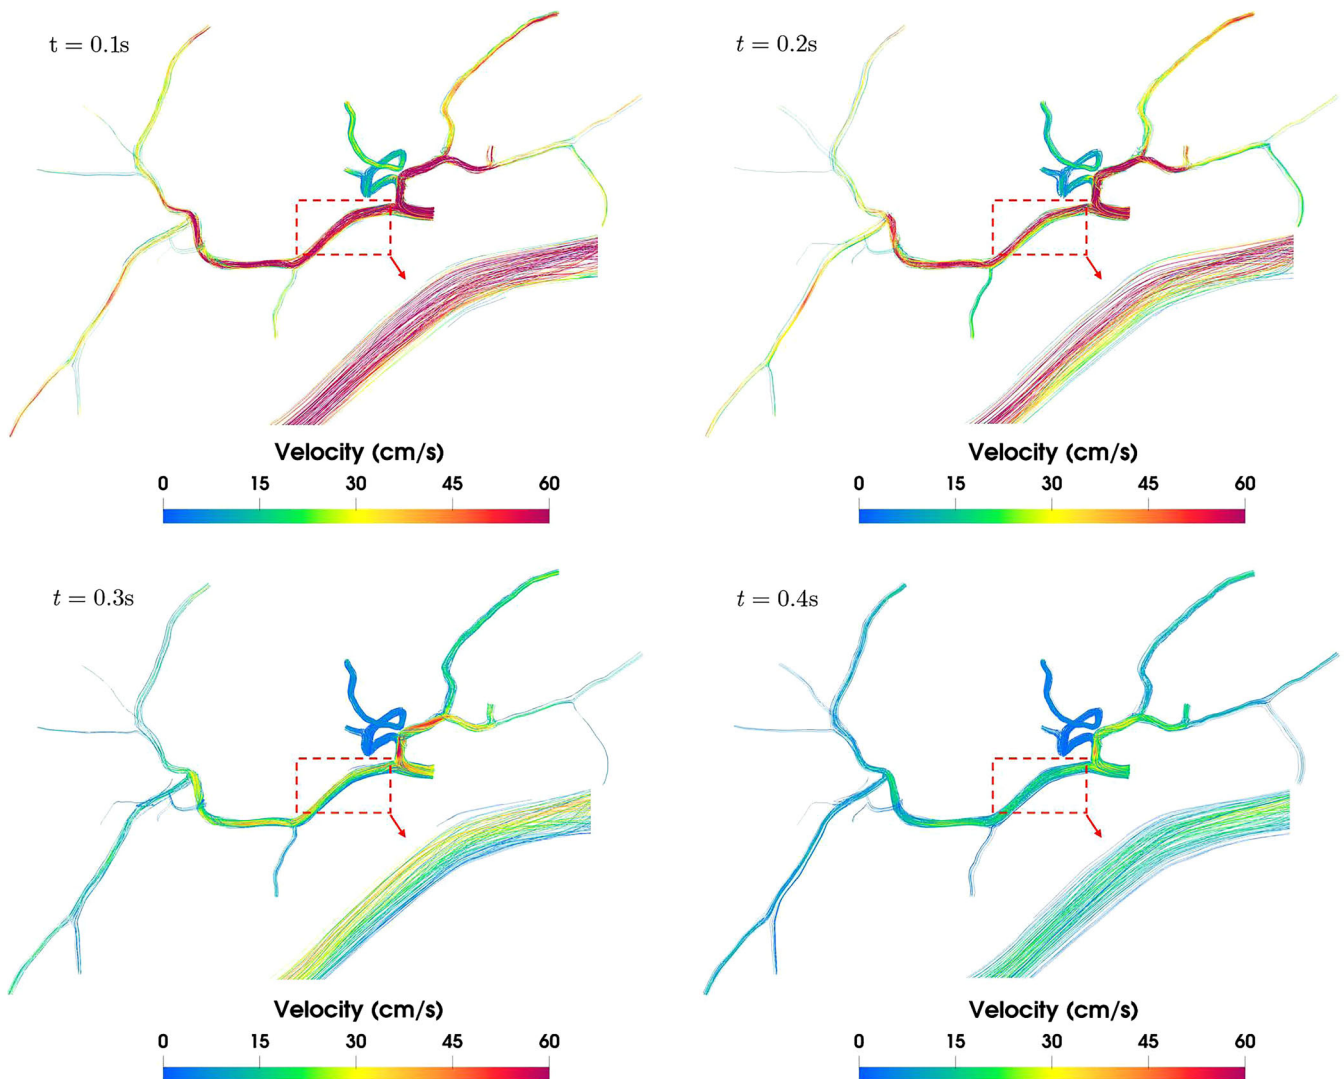 t = 0.1s
t = 0.2s
Velocity (cm/s)
0 15 30 45 60
Velocity (cm/s)
0 15 30 45 60
t = 0.3s
t = 0.4s
Velocity (cm/s)
0 15 30 45 60
Velocity (cm/s)
0 15 30 45 60